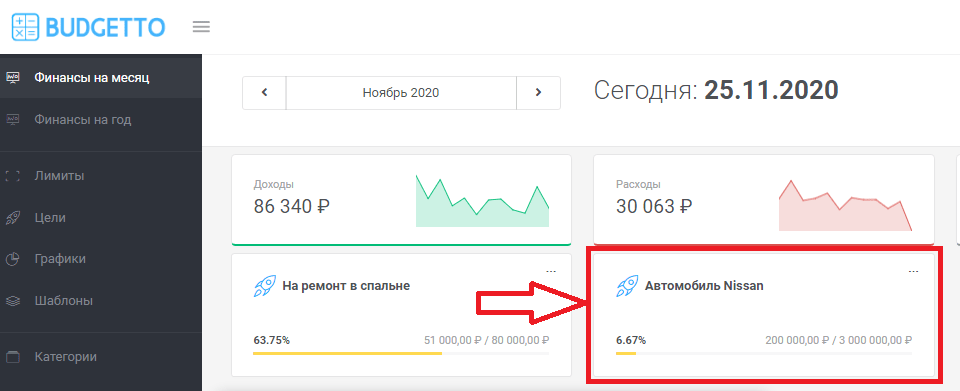 BUDGETTO
Финансы на месяц
Финансы на год
Лимиты
Цели
Графики
Шаблоны
Категории
Ноябрь 2020
Сегодня: 25.11.2020
Доходы
86 340 ₽
Расходы
30 063 ₽
...
На ремонт в спальне
63.75% 51 000,00 ₽ / 80 000,00 ₽
...
Автомобиль Nissan
6.67% 200 000,00 ₽ / 3 000 000,00 ₽